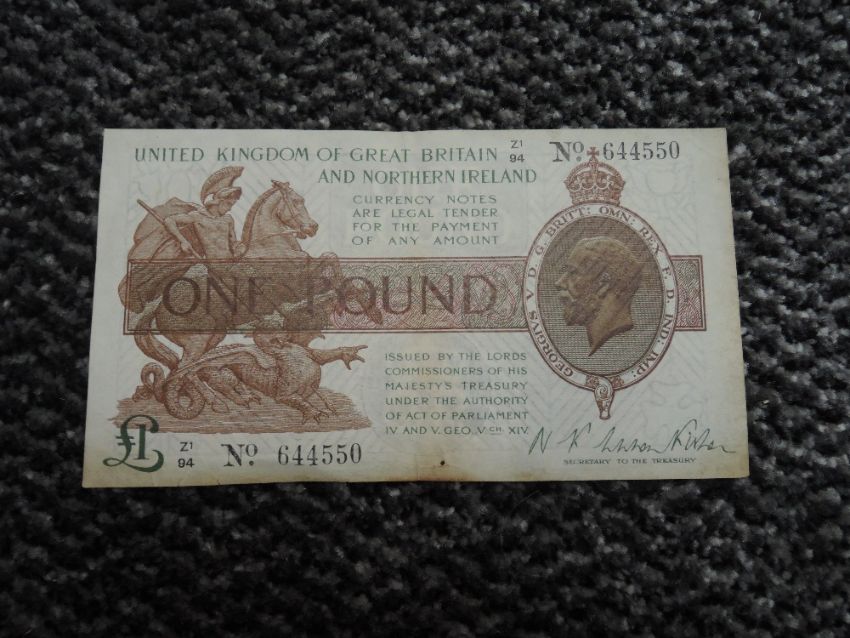 UNITED KINGDOM OF GREAT BRITAIN
AND NORTHERN IRELAND
Z1
94
No. 644550
CURRENCY NOTES
ARE LEGAL TENDER
FOR THE PAYMENT
OF ANY AMOUNT
ONE POUND
GEORGIVS V D. G. BRITT: OMN: REX F. D. IND: IMP:
ISSUED BY THE LORDS
COMMISSIONERS OF HIS
MAJESTY'S TREASURY
UNDER THE AUTHORITY
OF ACT OF PARLIAMENT
IV AND V. GEO. V. CH. XIV.
£1
Z1
94
No. 644550
SECRETARY TO THE TREASURY